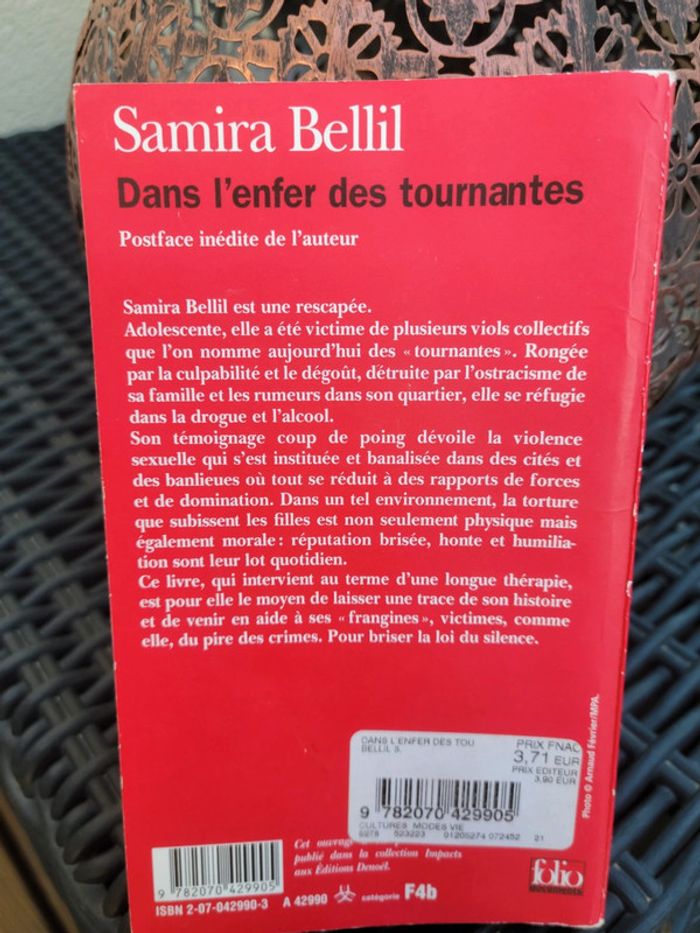 Samira Bellil
Dans l'enfer des tournantes
Postface inédite de l'auteur
Samira Bellil est une rescapée.
Adolescente, elle a été victime de plusieurs viols collectifs
que l'on nomme aujourd'hui des « tournantes ». Rongée
par la culpabilité et le dégoût, détruite par l'ostracisme de
sa famille et les rumeurs dans son quartier, elle se réfugie
dans la drogue et l'alcool.
Son témoignage coup de poing dévoile la violence
sexuelle qui s'est instituée et banalisée dans des cités et
des banlieues où tout se réduit à des rapports de forces
et de domination. Dans un tel environnement, la torture
que subissent les filles est non seulement physique mais
également morale : réputation brisée, honte et humilia-
tion sont leur lot quotidien.
Ce livre, qui intervient au terme d'une longue thérapie,
est pour elle le moyen de laisser une trace de son histoire
et de venir en aide à ses « frangines », victimes, comme
elle, du pire des crimes. Pour briser la loi du silence.
Photo © Arnaud Février/MPA.
DANS L'ENFER DES TOU
BELLIL S.
PRIX FNAC
3,71 EUR
PRIX EDITEUR
3,90 EUR
9 782070 429905
CULTURES MODES VIE
9278 523223 01205274 072452 21
Cet ouvrage
publié dans la collection Impacts
aux Éditions Denoël.
9 782070 429905
ISBN 2-07-042990-3 A 42990 catégorie F4b
folio
documents